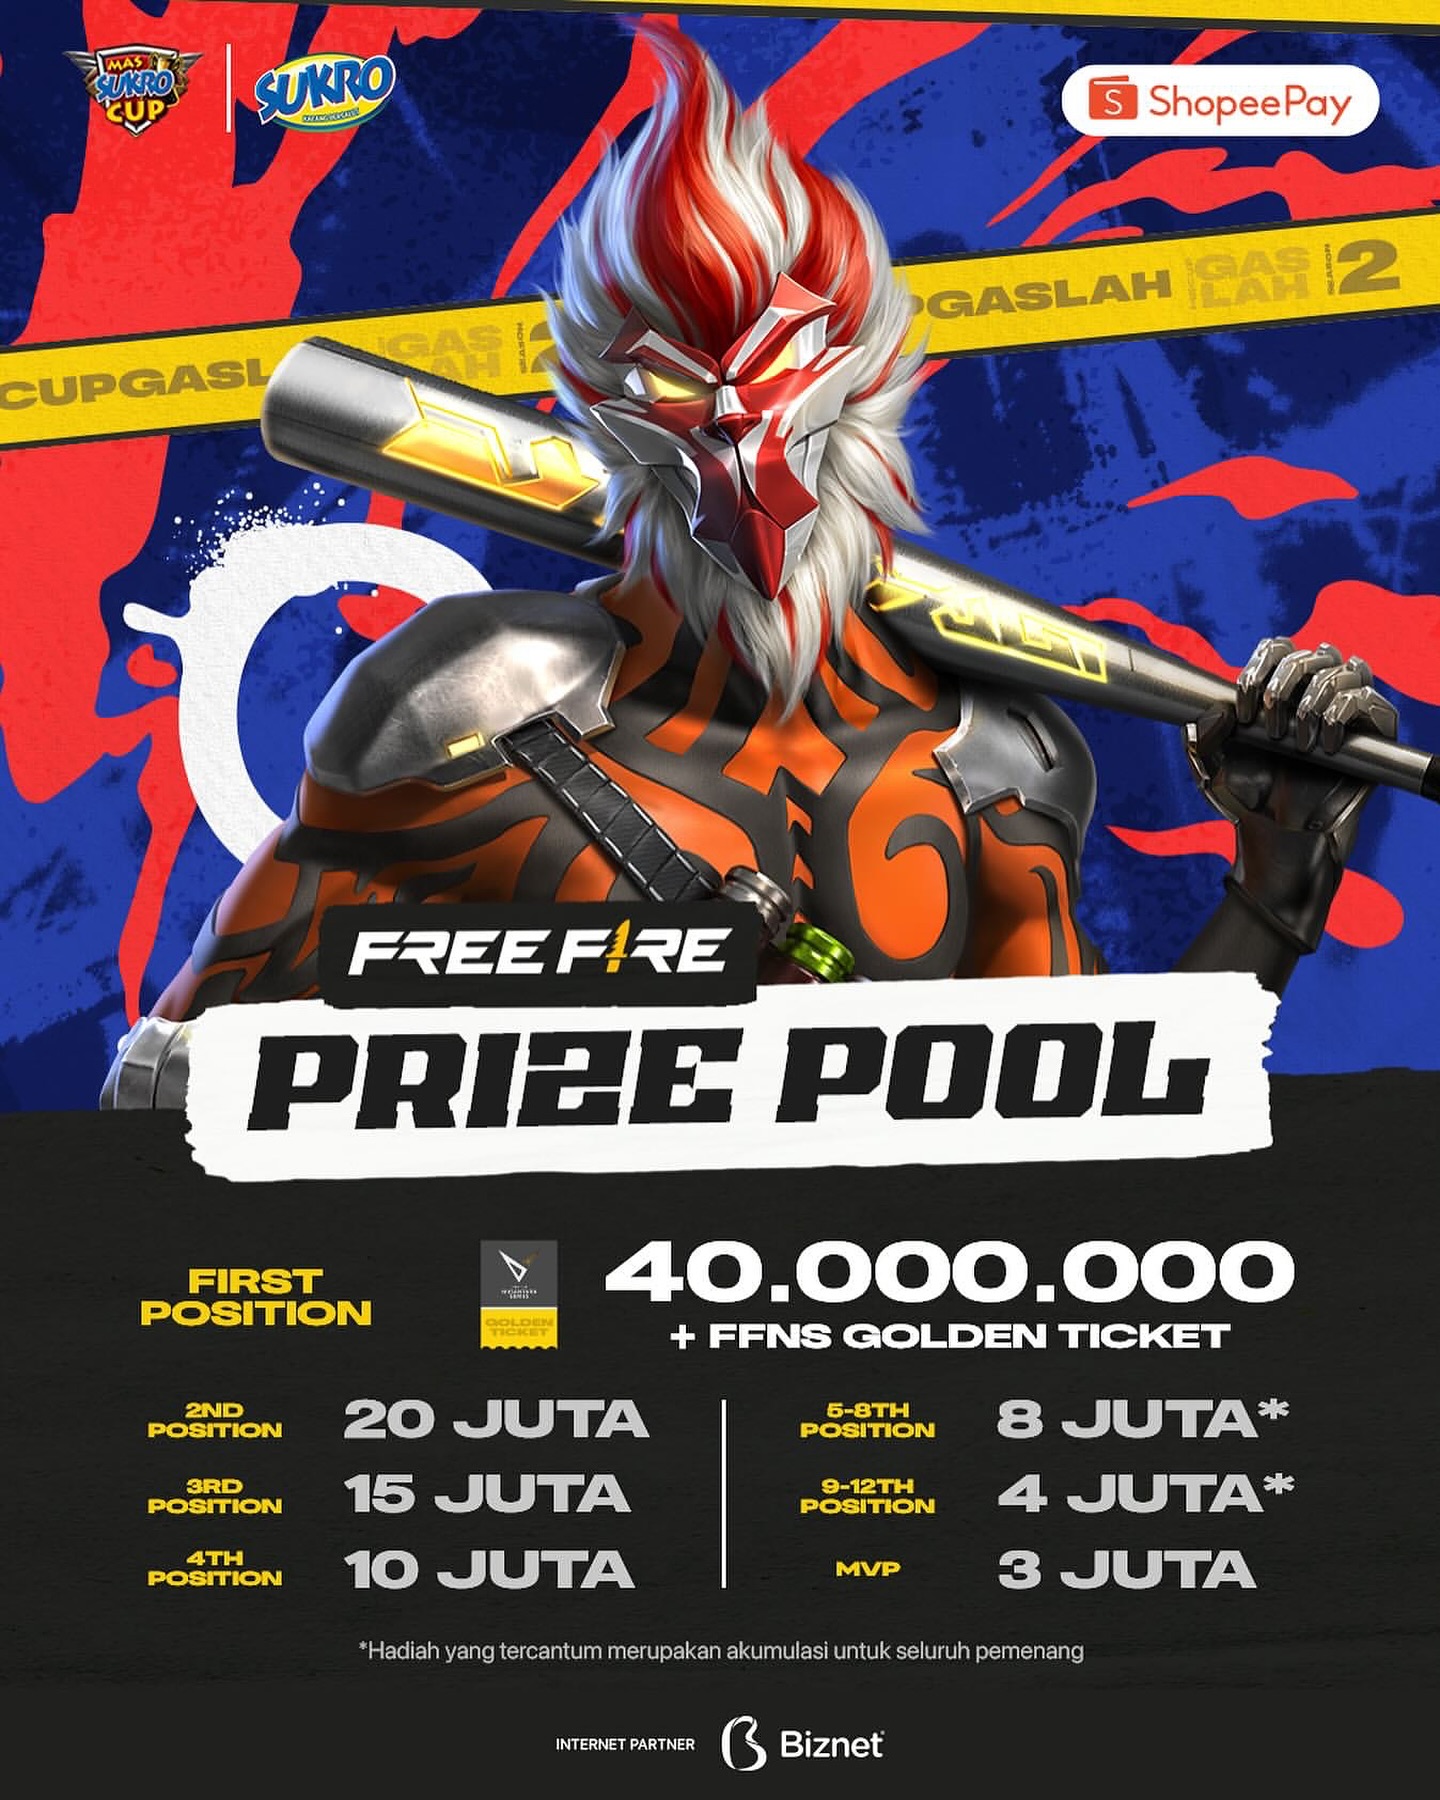 MAS
SUKRO
CUP
SUKRO
ShopeePay
CUPGASL
GAS
AH
SEASON
2
PGASLAH
GAS
LAH
SEASON
2
FREE FIRE
PRIZE POOL
FIRST
POSITION
GOLDEN
TICKET
40.000.000
+ FFNS GOLDEN TICKET
2ND
POSITION
20 JUTA
3RD
POSITION
15 JUTA
4TH
POSITION
10 JUTA
5-8TH
POSITION
8 JUTA*
9-12TH
POSITION
4 JUTA*
MVP
3 JUTA
*Hadiah yang tercantum merupakan akumulasi untuk seluruh pemenang
INTERNET PARTNER
Biznet